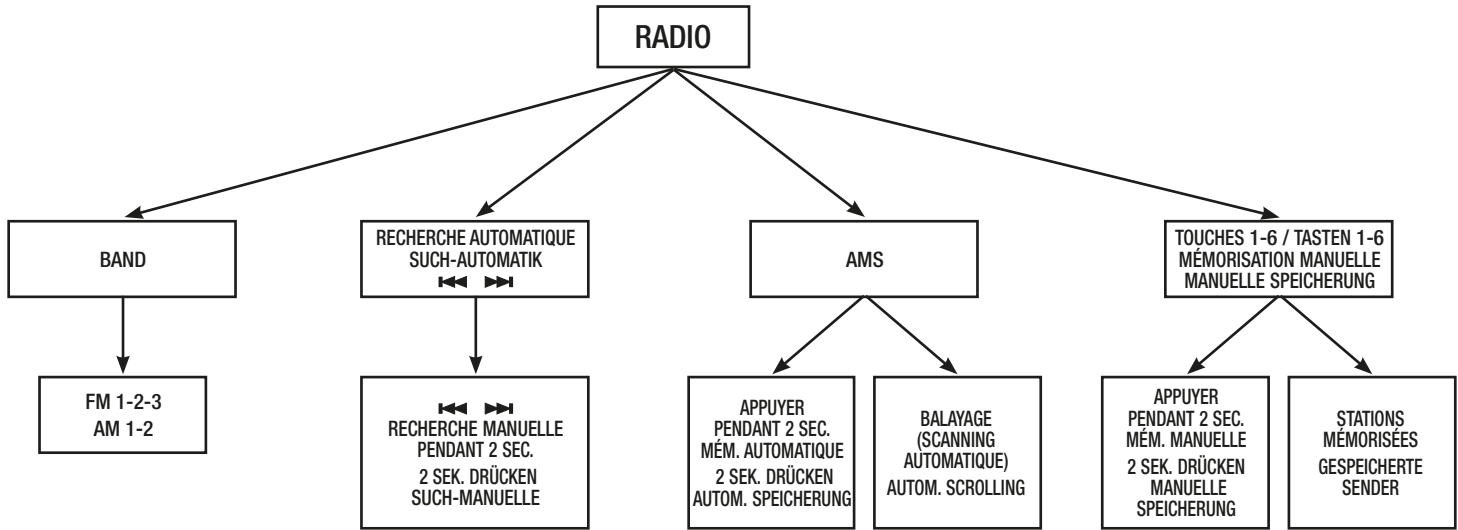 RADIO
BAND
RECHERCHE AUTOMATIQUE
SUCH-AUTOMATIK
AMS
TOUCHES 1-6 / TASTEN 1-6
MÉMORISATION MANUELLE
MANUELLE SPEICHERUNG
FM 1-2-3
AM 1-2
RECHERCHE MANUELLE
PENDANT 2 SEC.
2 SEK. DRÜCKEN
SUCH-MANUELLE
APPUYER
PENDANT 2 SEC.
MÉM. AUTOMATIQUE
2 SEK. DRÜCKEN
AUTOM. SPEICHERUNG
BALAYAGE
(SCANNING
AUTOMATIQUE)
AUTOM. SCROLLING
APPUYER
PENDANT 2 SEC.
MÉM. MANUELLE
2 SEK. DRÜCKEN
MANUELLE
SPEICHERUNG
STATIONS
MÉMORISÉES
GESPEICHERTE
SENDER